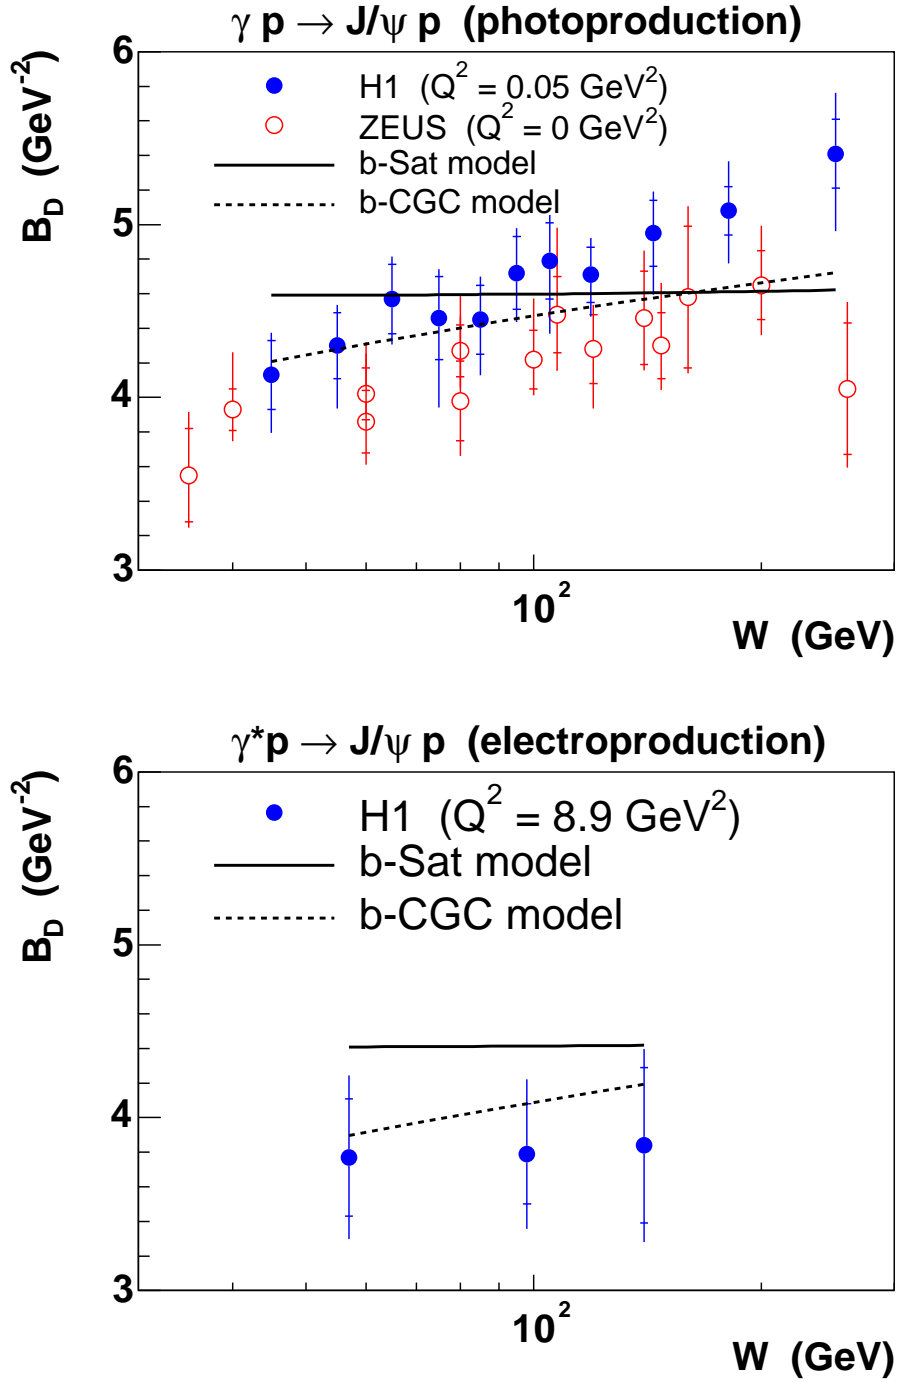 γ p → J/ψ p (photoproduction)
B_D (GeV^-2)
6
5
4
3
H1 (Q^2 = 0.05 GeV^2)
ZEUS (Q^2 = 0 GeV^2)
b-Sat model
b-CGC model
10^2
W (GeV)
γ*p → J/ψ p (electroproduction)
B_D (GeV^-2)
6
5
4
3
H1 (Q^2 = 8.9 GeV^2)
b-Sat model
b-CGC model
10^2
W (GeV)